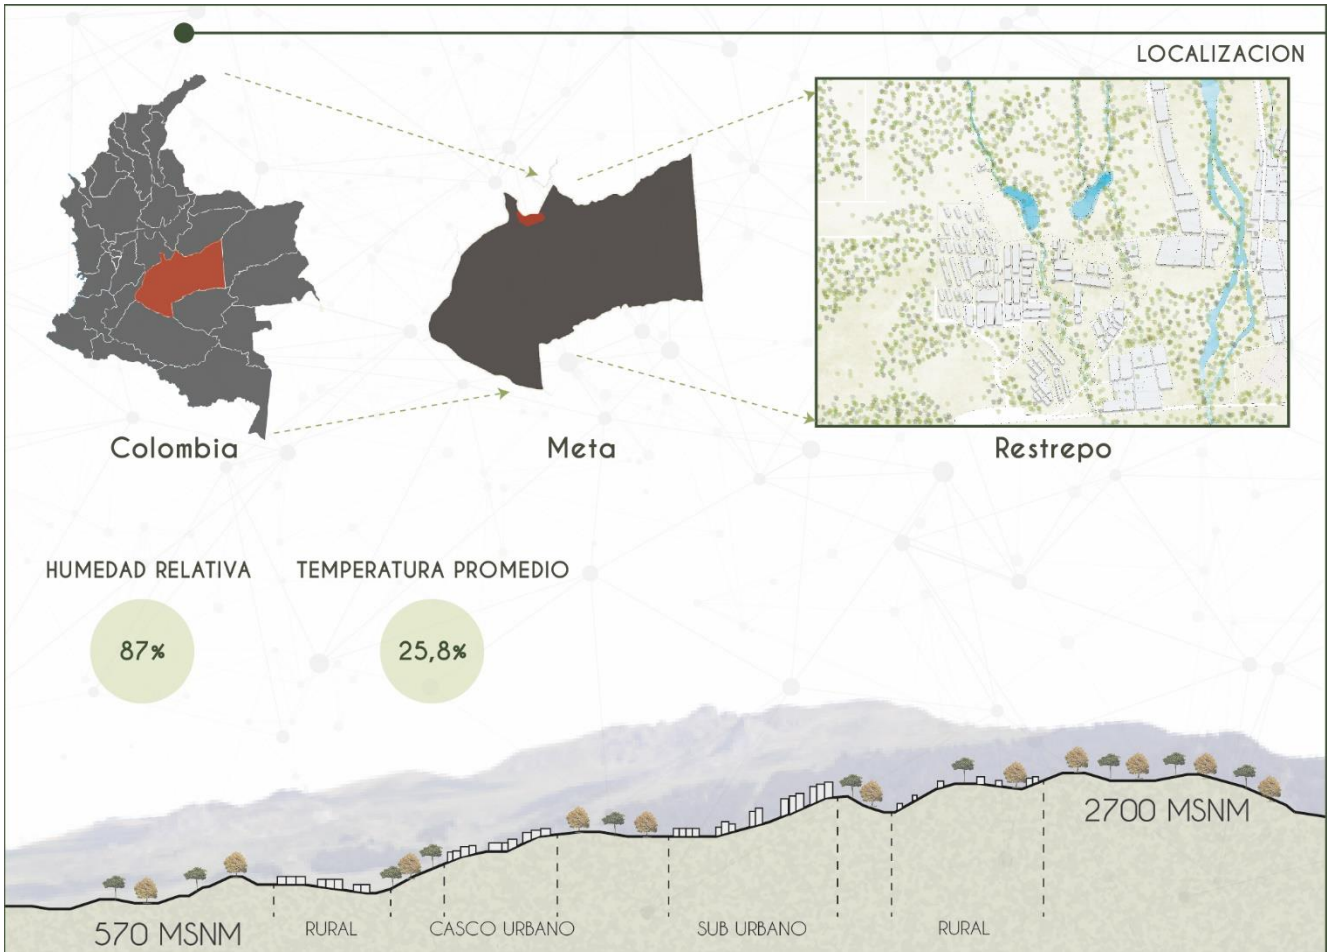 LOCALIZACION
Colombia
Meta
Restrepo
HUMEDAD RELATIVA
TEMPERATURA PROMEDIO
87%
25,8%
2700 MSNM
570 MSNM
RURAL
CASCO URBANO
SUB URBANO
RURAL